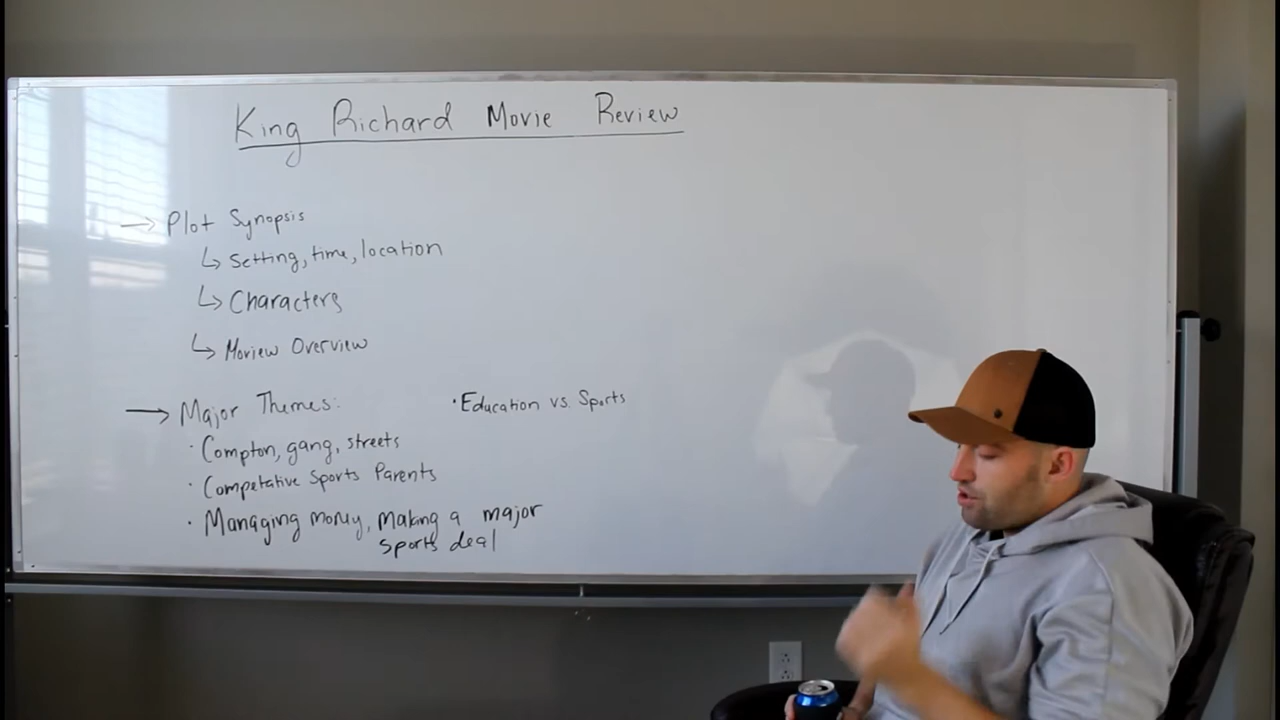 King Richard Movie Review
→ Plot Synopsis
↳ Setting, time, location
↳ Characters
↳ Moview Overview
→ Major Themes:
· Compton, gang, streets
· Competative Sports Parents
· Managing money, making a major
sports deal
· Education vs. Sports